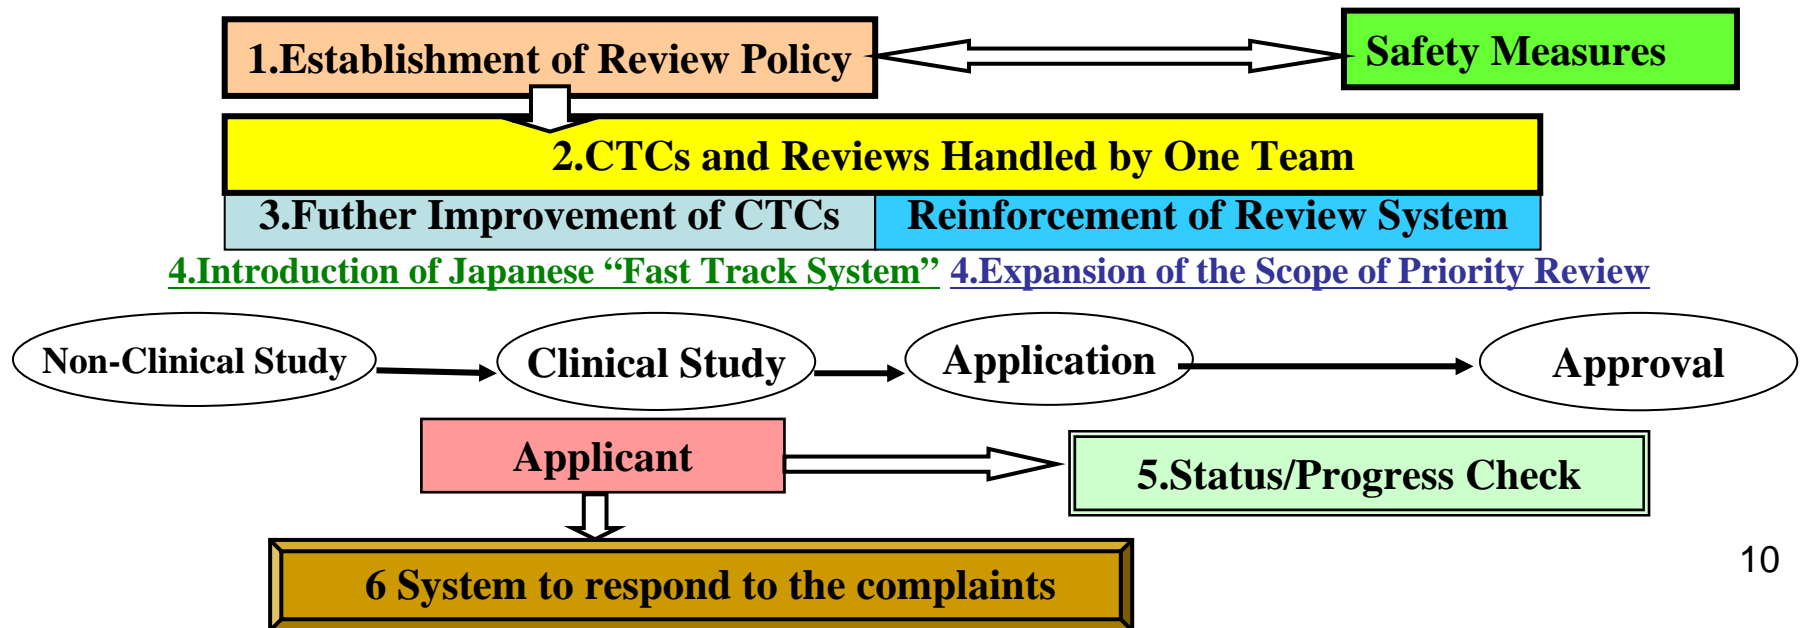 1.Establishment of Review Policy
Safety Measures
2.CTCs and Reviews Handled by One Team
3.Futher Improvement of CTCs
Reinforcement of Review System
4.Introduction of Japanese “Fast Track System”
4.Expansion of the Scope of Priority Review
Non-Clinical Study
Clinical Study
Application
Approval
Applicant
5.Status/Progress Check
6 System to respond to the complaints
10